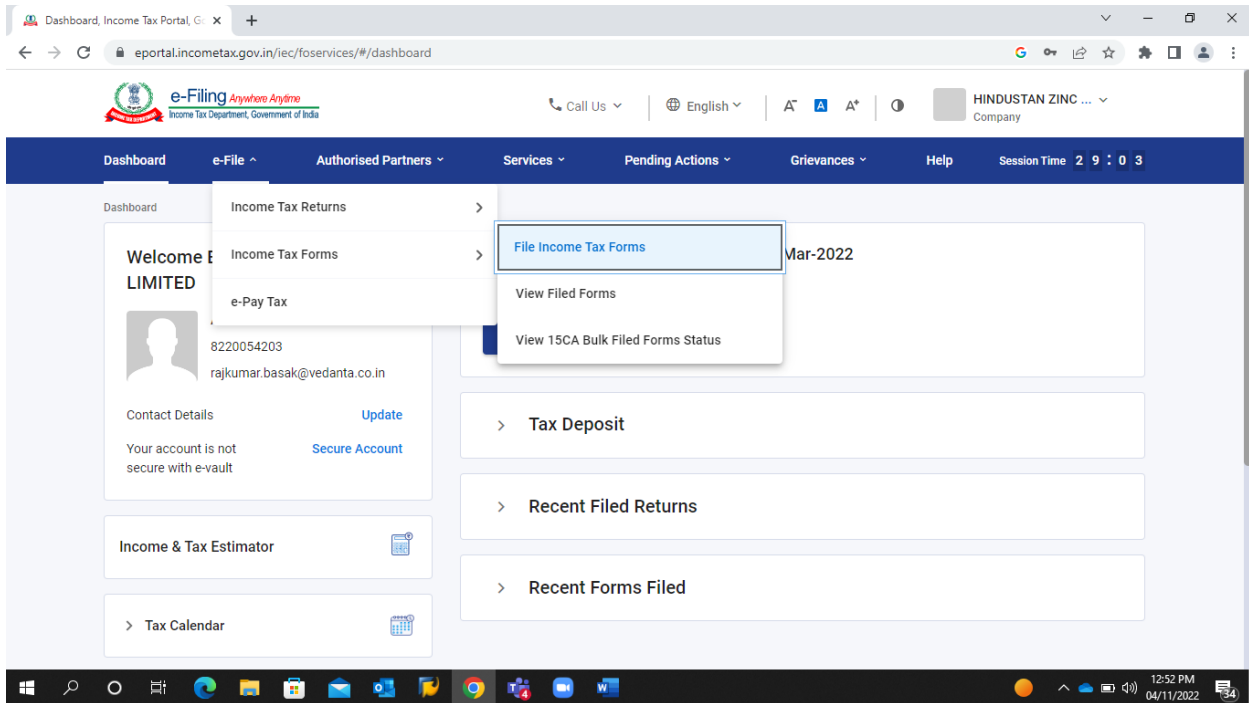 Dashboard, Income Tax Portal, Go
eportal.incometax.gov.in/iec/foservices/#/dashboard
e-Filing Anywhere Anytime
Income Tax Department, Government of India
Call Us
English
A- A A+
HINDUSTAN ZINC ...
Company
Dashboard e-File Authorised Partners Services Pending Actions Grievances Help Session Time 2 9 : 0 3
Dashboard
Income Tax Returns
Income Tax Forms
e-Pay Tax
File Income Tax Forms
View Filed Forms
View 15CA Bulk Filed Forms Status
Mar-2022
Welcome
LIMITED
8220054203
rajkumar.basak@vedanta.co.in
Contact Details Update
Your account is not
secure with e-vault
Secure Account
Income & Tax Estimator
Tax Calendar
Tax Deposit
Recent Filed Returns
Recent Forms Filed
12:52 PM
04/11/2022
34